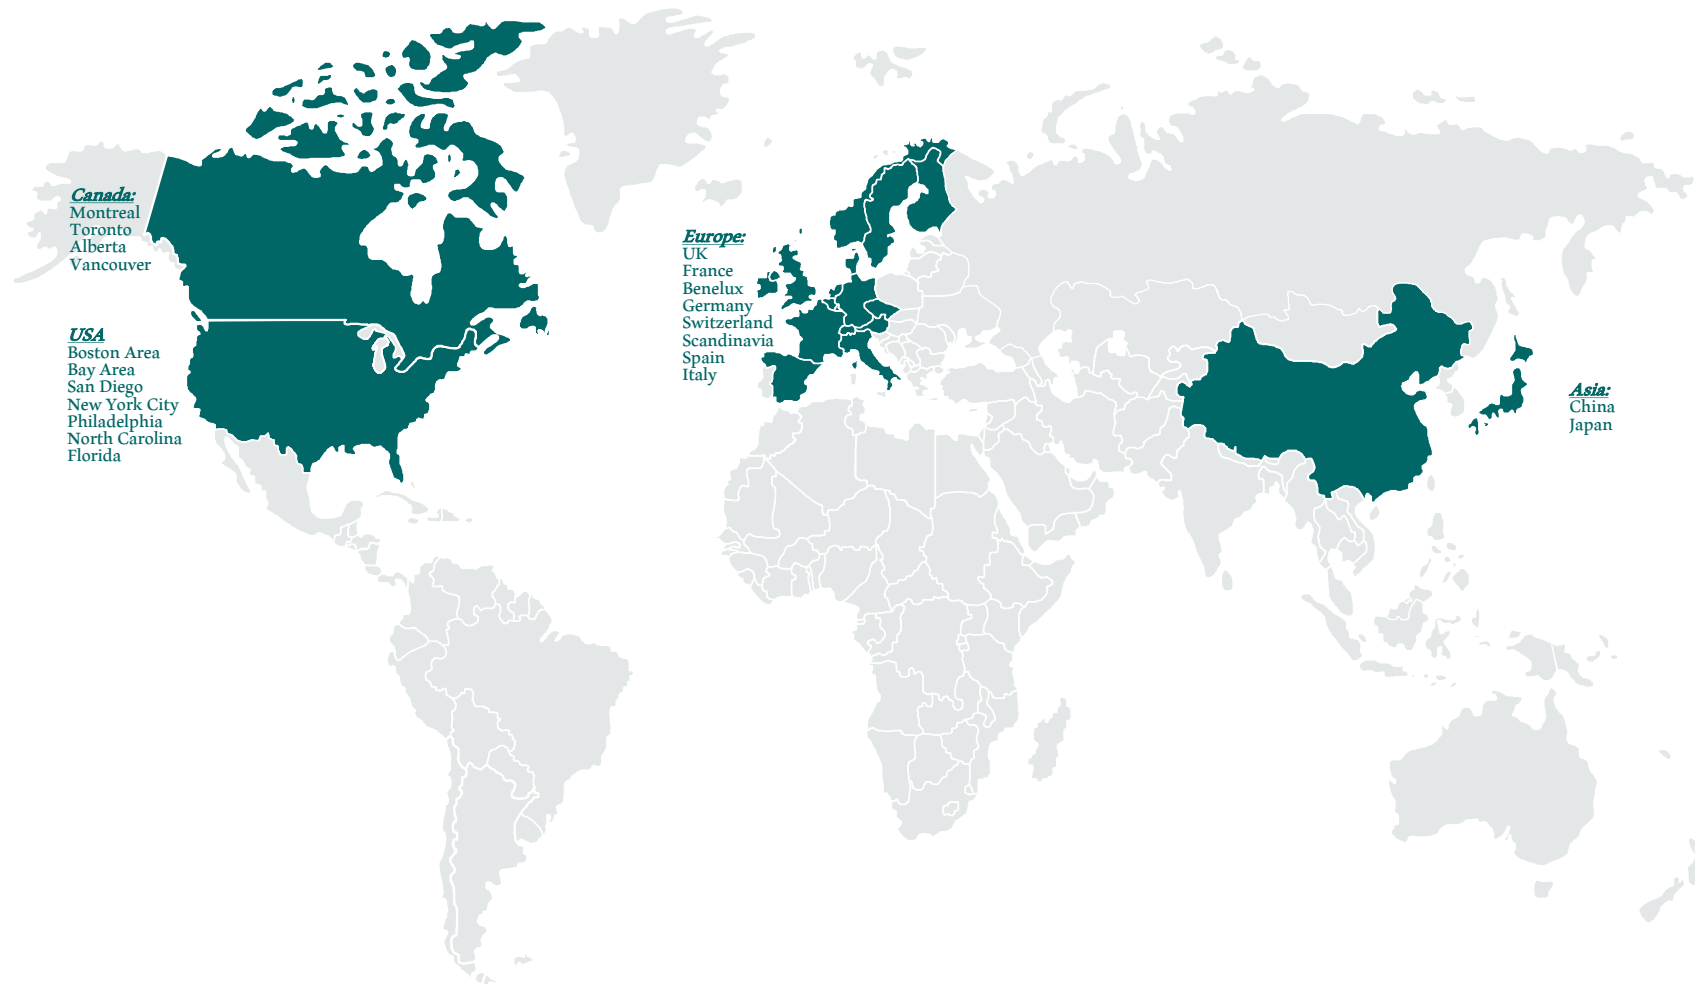 Canada:
Montreal
Toronto
Alberta
Vancouver
USA
Boston Area
Bay Area
San Diego
New York City
Philadelphia
North Carolina
Florida
Europe:
UK
France
Benelux
Germany
Switzerland
Scandinavia
Spain
Italy
Asia:
China
Japan